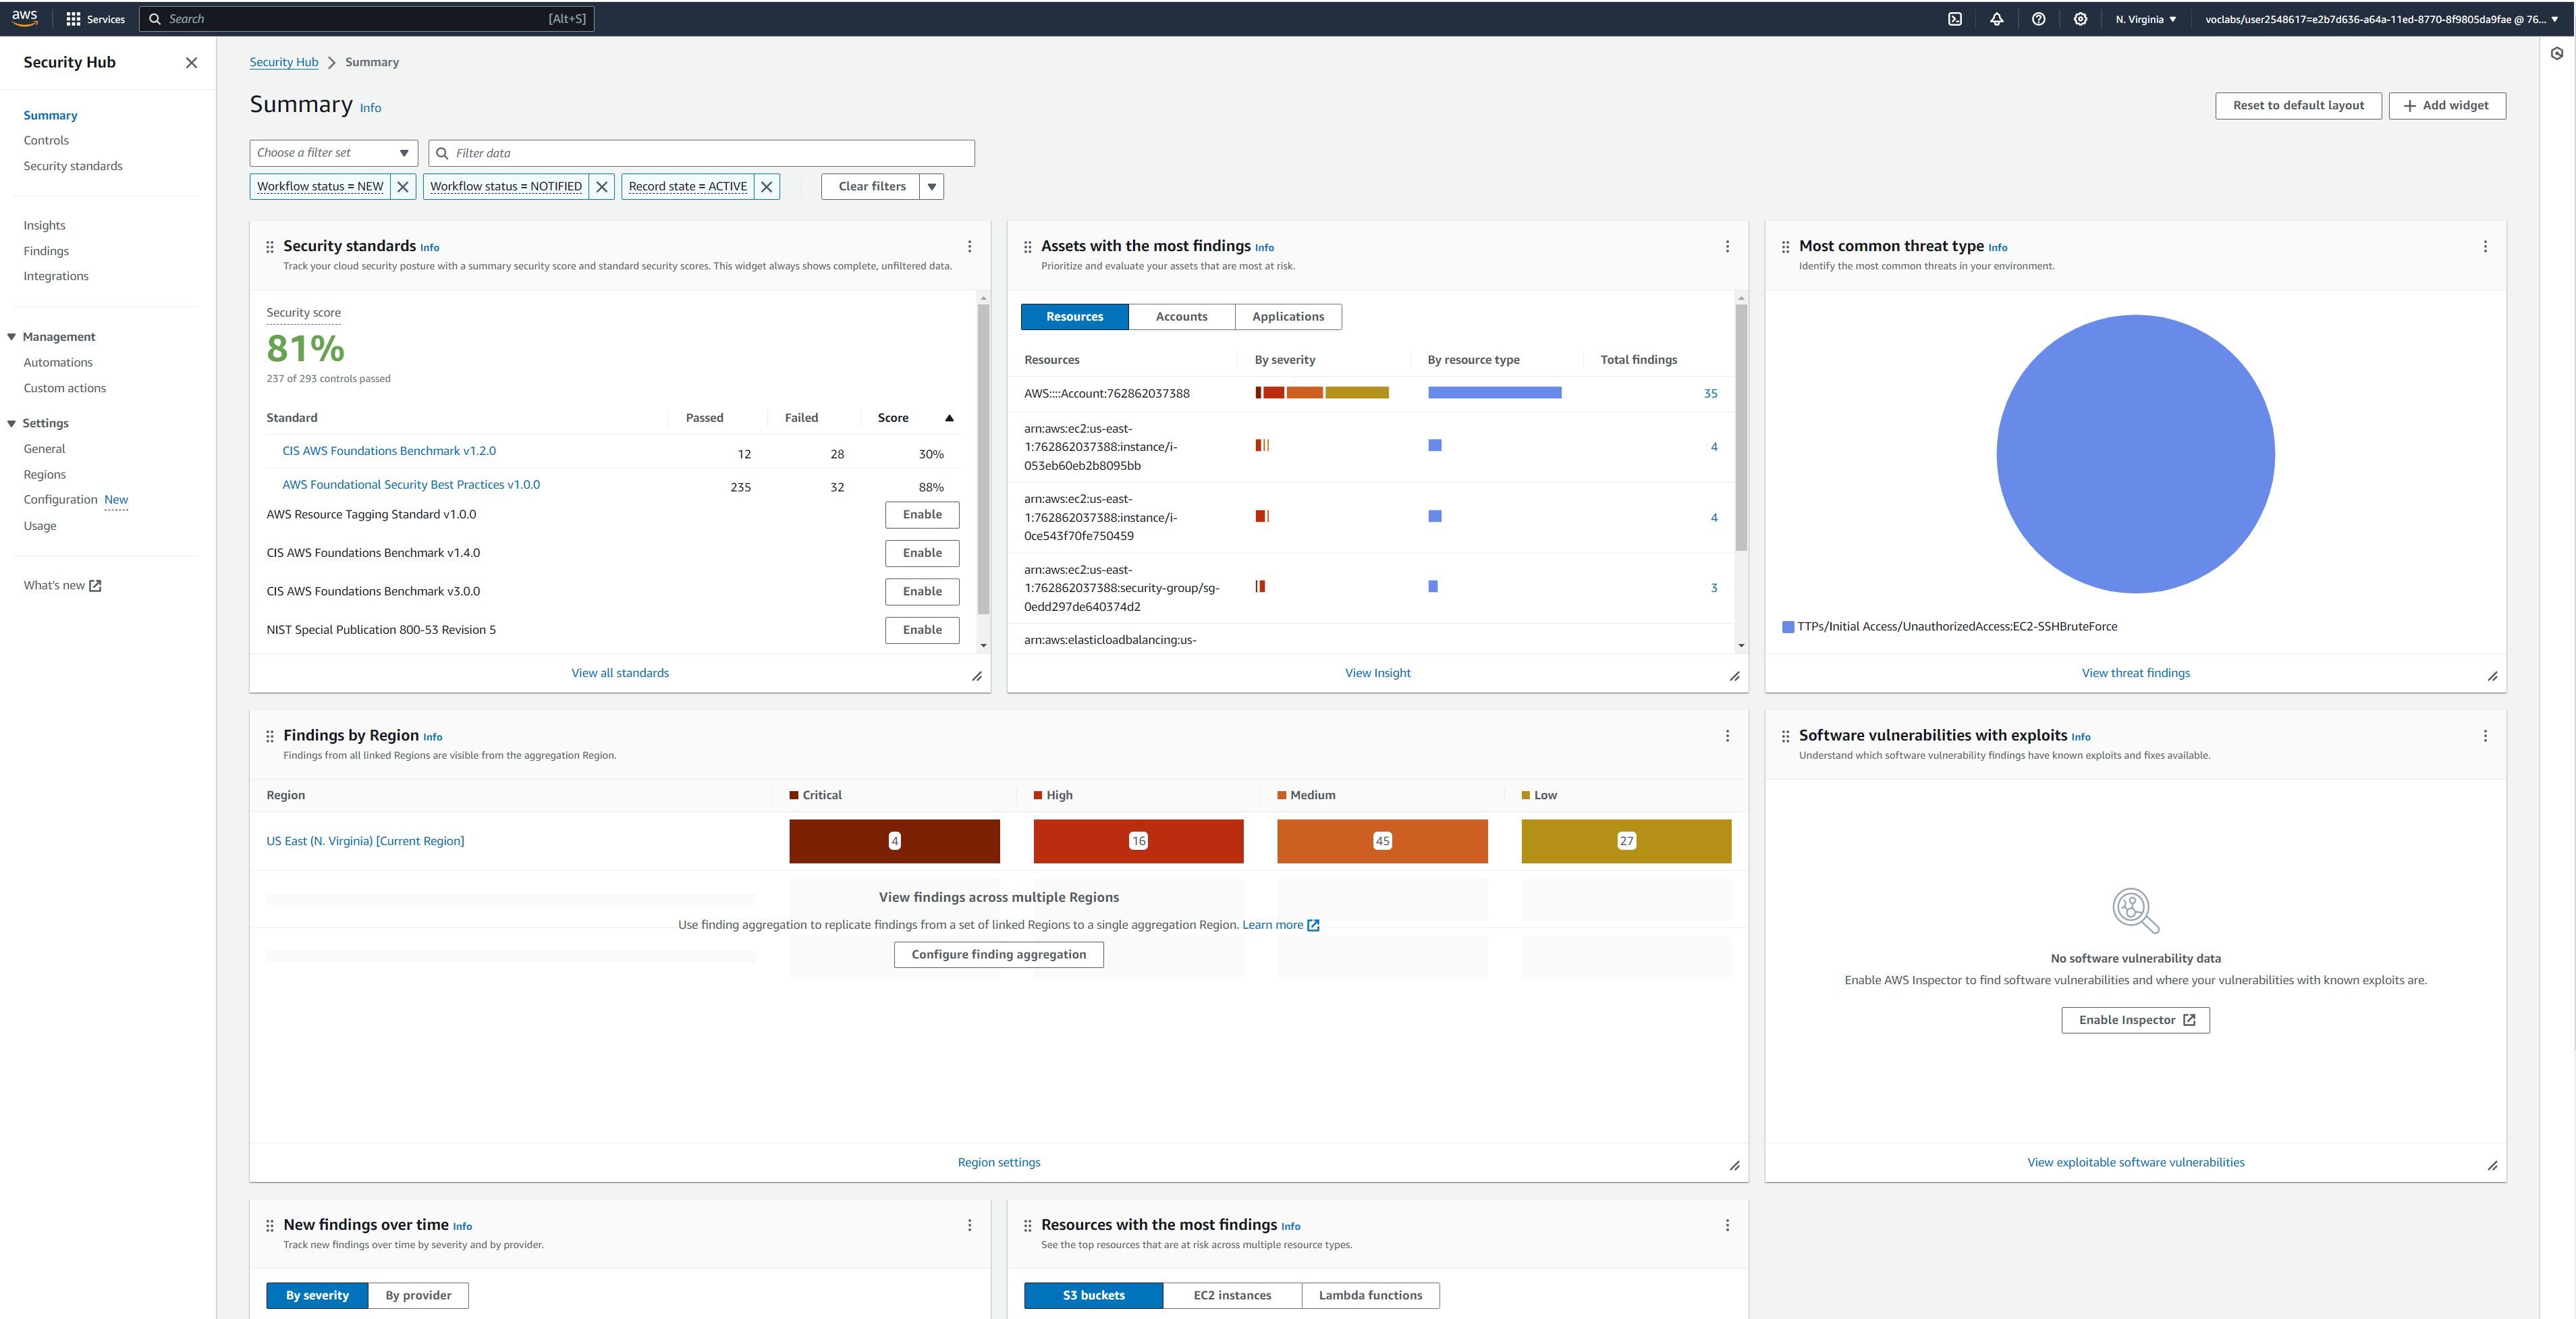 aws
Services
Search
[Alt+S]
N. Virginia
voclabs/user2548617=e2b7d636-a64a-11ed-8770-8f9805da9fae @ 76...
Security Hub
Summary
Controls
Security standards
Insights
Findings
Integrations
Management
Automations
Custom actions
Settings
General
Regions
Configuration New
Usage
What's new
Security Hub > Summary
Summary Info
Reset to default layout
Add widget
Choose a filter set
Filter data
Workflow status = NEW
Workflow status = NOTIFIED
Record state = ACTIVE
Clear filters
Security standards Info
Track your cloud security posture with a summary security score and standard security scores. This widget always shows complete, unfiltered data.
Security score
81%
237 of 293 controls passed
Standard Passed Failed Score
CIS AWS Foundations Benchmark v1.2.0 12 28 30%
AWS Foundational Security Best Practices v1.0.0 235 32 88%
AWS Resource Tagging Standard v1.0.0 Enable
CIS AWS Foundations Benchmark v1.4.0 Enable
CIS AWS Foundations Benchmark v3.0.0 Enable
NIST Special Publication 800-53 Revision 5 Enable
View all standards
Assets with the most findings Info
Prioritize and evaluate your assets that are most at risk.
Resources Accounts Applications
Resources By severity By resource type Total findings
AWS::::Account:762862037388 35
arn:aws:ec2:us-east-
1:762862037388:instance/i- 4
053eb60eb2b8095bb
arn:aws:ec2:us-east-
1:762862037388:instance/i- 4
0ce543f70fe750459
arn:aws:ec2:us-east-
1:762862037388:security-group/sg- 3
0edd297de640374d2
arn:aws:elasticloadbalancing:us-
View Insight
Most common threat type Info
Identify the most common threats in your environment.
TTPs/Initial Access/UnauthorizedAccess:EC2-SSHBruteForce
View threat findings
Findings by Region Info
Findings from all linked Regions are visible from the aggregation Region.
Region Critical High Medium Low
US East (N. Virginia) [Current Region] 4 16 45 27
View findings across multiple Regions
Use finding aggregation to replicate findings from a set of linked Regions to a single aggregation Region. Learn more
Configure finding aggregation
Region settings
Software vulnerabilities with exploits Info
Understand which software vulnerability findings have known exploits and fixes available.
No software vulnerability data
Enable AWS Inspector to find software vulnerabilities and where your vulnerabilities with known exploits are.
Enable Inspector
View exploitable software vulnerabilities
New findings over time Info
Track new findings over time by severity and by provider.
By severity By provider
Resources with the most findings Info
See the top resources that are at risk across multiple resource types.
S3 buckets EC2 instances Lambda functions